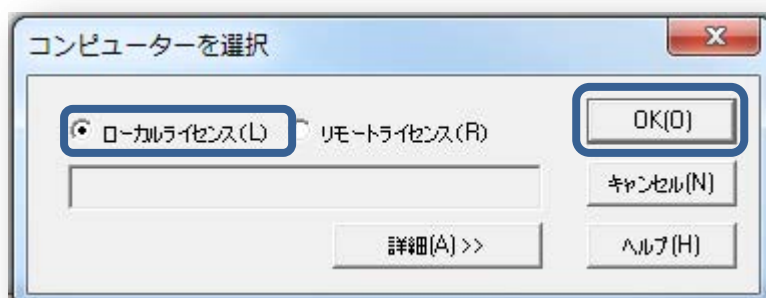 コンピューターを選択
ローカルライセンス(L)
リモートライセンス(R)
OK(O)
キャンセル(N)
詳細(A) >>
ヘルプ(H)